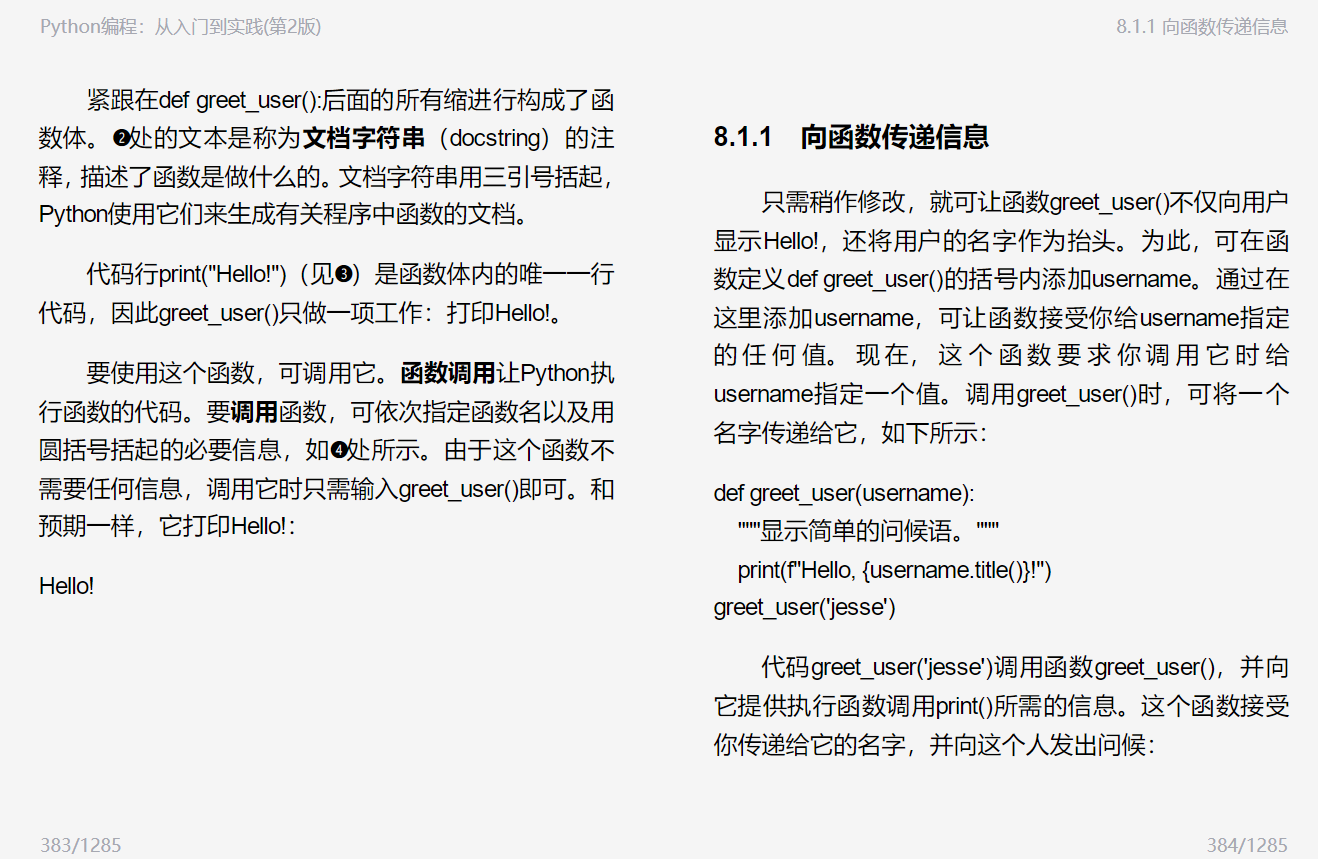 Python编程：从入门到实践(第2版)
8.1.1 向函数传递信息
紧跟在def greet_user():后面的所有缩进行构成了函
数体。❷处的文本是称为文档字符串（docstring）的注
释，描述了函数是做什么的。文档字符串用三引号括起，
Python使用它们来生成有关程序中函数的文档。
代码行print("Hello!")（见❸）是函数体内的唯一一行
代码，因此greet_user()只做一项工作：打印Hello!。
要使用这个函数，可调用它。函数调用让Python执
行函数的代码。要调用函数，可依次指定函数名以及用
圆括号括起的必要信息，如❹处所示。由于这个函数不
需要任何信息，调用它时只需输入greet_user()即可。和
预期一样，它打印Hello!：
Hello!
8.1.1 向函数传递信息
只需稍作修改，就可让函数greet_user()不仅向用户
显示Hello!，还将用户的名字作为抬头。为此，可在函
数定义def greet_user()的括号内添加username。通过在
这里添加username，可让函数接受你给username指定
的任何值。现在，这个函数要求你调用它时给
username指定一个值。调用greet_user()时，可将一个
名字传递给它，如下所示：
def greet_user(username):
    """显示简单的问候语。"""
    print(f"Hello, {username.title()}!")
greet_user('jesse')
代码greet_user('jesse')调用函数greet_user()，并向
它提供执行函数调用print()所需的信息。这个函数接受
你传递给它的名字，并向这个人发出问候：
383/1285
384/1285